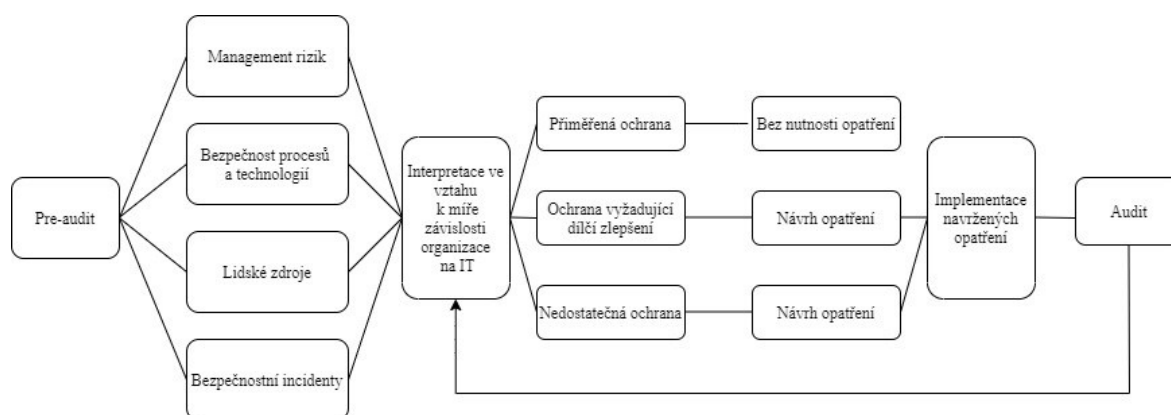 Pre-audit
Management rizik
Bezpečnost procesů
a technologií
Lidské zdroje
Bezpečnostní incidenty
Interpretace ve
vztahu
k míře
závislosti
organizace
na IT
Přiměřená ochrana
Bez nutnosti opatření
Ochrana vyžadující
dílčí zlepšení
Návrh opatření
Nedostatečná ochrana
Návrh opatření
Implementace
navržených
opatření
Audit